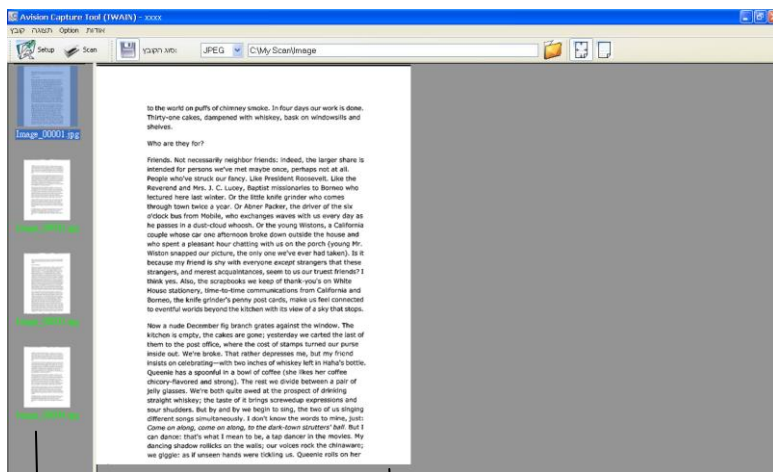 Avision Capture Tool (TWAIN) - xxxx
קובץ תמונה Option אודות
Setup Scan סוג הקובץ: JPEG C:\My Scan\Image
Image_00001.jpg
to the world on puffs of chimney smoke. In four days our work is done.
Thirty-one cakes, dampened with whiskey, bask on windowsills and
shelves.
Who are they for?
Friends. Not necessarily neighbor friends: indeed, the larger share is
intended for persons we've met maybe once, perhaps not at all.
People who've struck our fancy. Like President Roosevelt. Like the
Reverend and Mrs. J. C. Lucey, Baptist missionaries to Borneo who
lectured here last winter. Or the little knife grinder who comes
through town twice a year. Or Abner Packer, the driver of the six
o'clock bus from Mobile, who exchanges waves with us every day as
he passes in a dust-cloud whoosh. Or the young Wistons, a California
couple whose car one afternoon broke down outside the house and
who spent a pleasant hour chatting with us on the porch (young Mr.
Wiston snapped our picture, the only one we've ever had taken). Is it
because my friend is shy with everyone except strangers that these
strangers, and merest acquaintances, seem to us our truest friends? I
think yes. Also, the scrapbooks we keep of thank-you's on White
House stationery, time-to-time communications from California and
Borneo, the knife grinder's penny post cards, make us feel connected
to eventful worlds beyond the kitchen with its view of a sky that stops.
Now a nude December fig branch grates against the window. The
kitchen is empty, the cakes are gone; yesterday we carted the last of
them to the post office, where the cost of stamps turned our purse
inside out. We're broke. That rather depresses me, but my friend
insists on celebrating—with two inches of whiskey left in Haha's bottle.
Queenie has a spoonful in a bowl of coffee (she likes her coffee
chicory-flavored and strong). The rest we divide between a pair of
jelly glasses. We're both quite awed at the prospect of drinking
straight whiskey; the taste of it brings screwedup expressions and
sour shudders. But by and by we begin to sing, the two of us singing
different songs simultaneously. I don't know the words to mine, just:
Come on along, come on along, to the dark-town strutters' ball. But I
can dance: that's what I mean to be, a tap dancer in the movies. My
dancing shadow rollicks on the walls; our voices rock the chinaware;
we giggle: as if unseen hands were tickling us. Queenie rolls on her